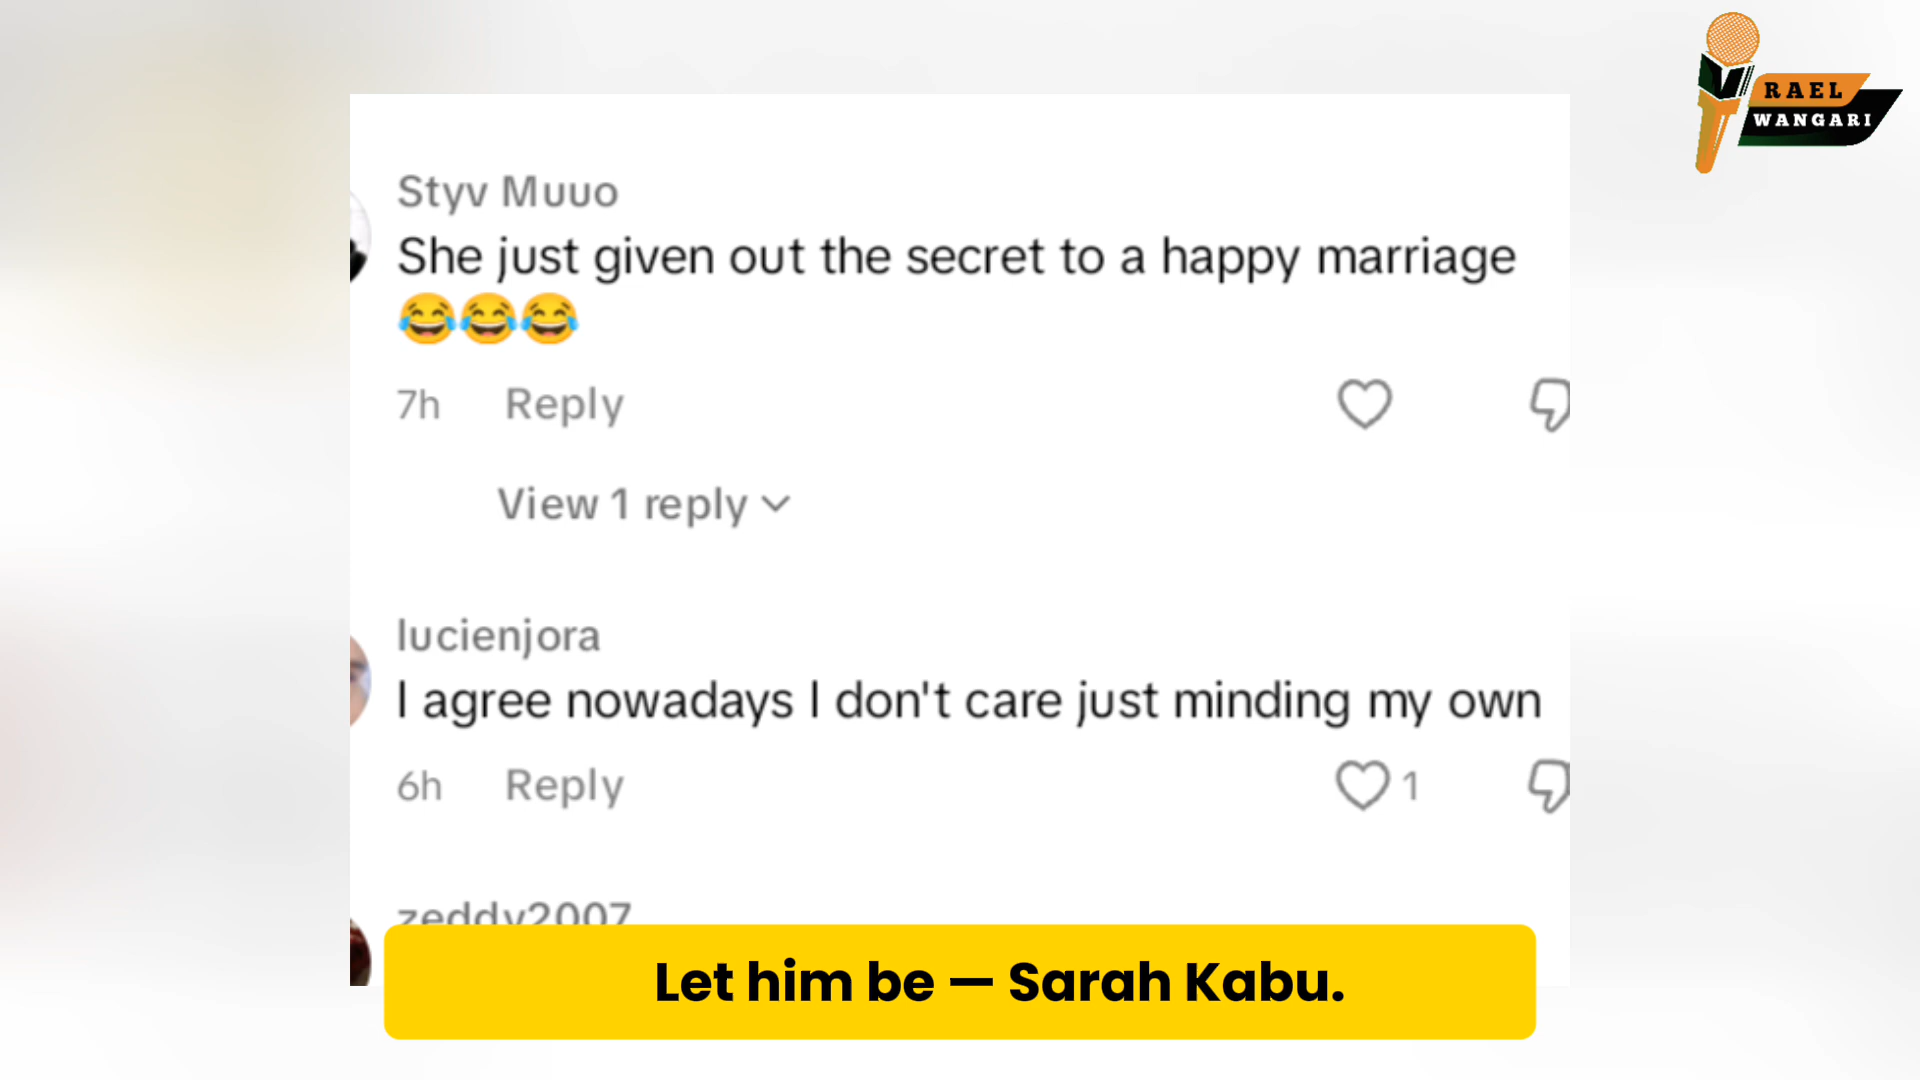 RAEL
WANGARI
Styv Muuo
She just given out the secret to a happy marriage
😂😂😂
7h Reply
View 1 reply
lucienjora
I agree nowadays I don't care just minding my own
6h Reply 1
zeddy2007
Let him be — Sarah Kabu.